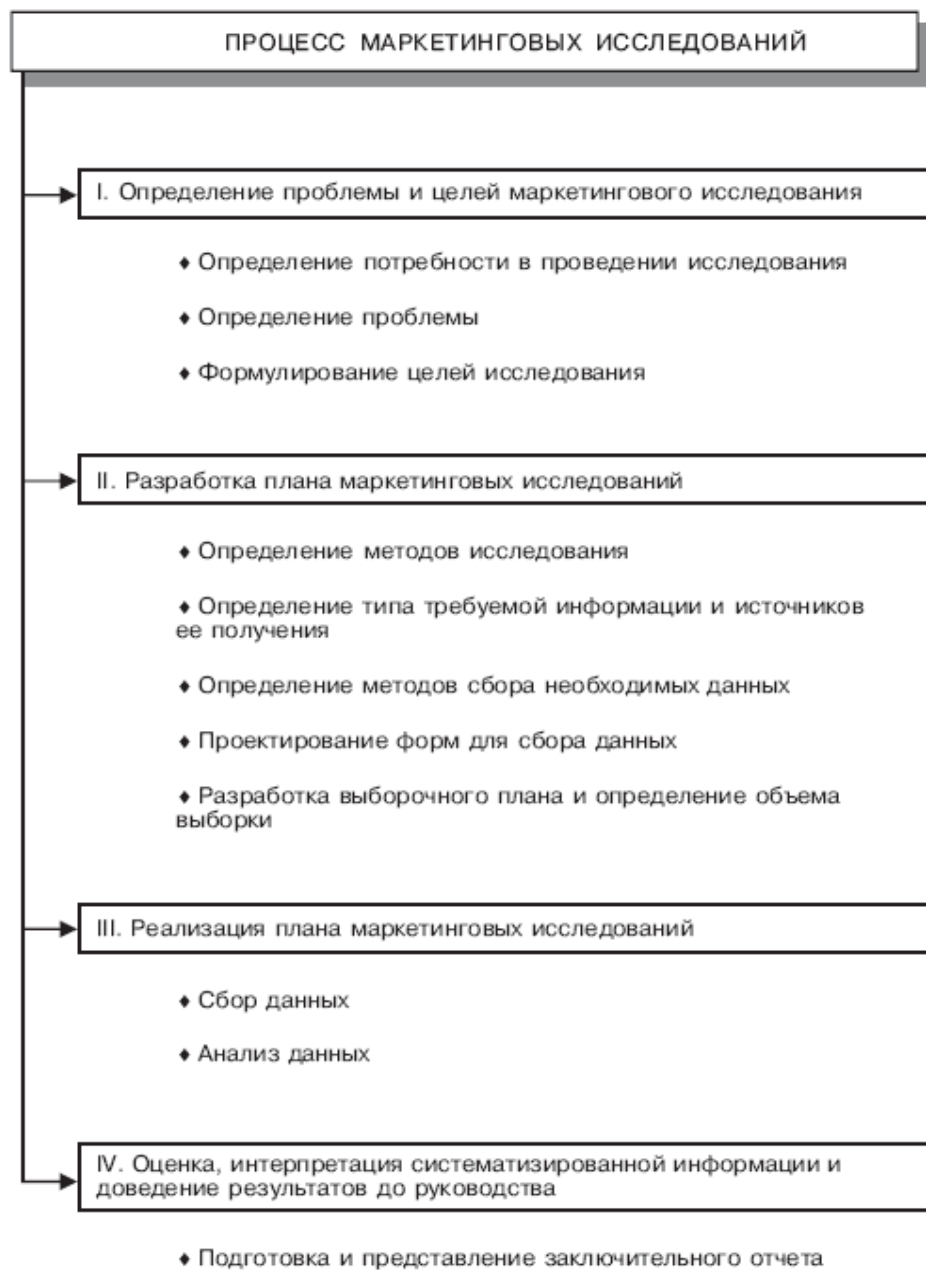 ПРОЦЕСС МАРКЕТИНГОВЫХ ИССЛЕДОВАНИЙ
I. Определение проблемы и целей маркетингового исследования
♦ Определение потребности в проведении исследования
♦ Определение проблемы
♦ Формулирование целей исследования
II. Разработка плана маркетинговых исследований
♦ Определение методов исследования
♦ Определение типа требуемой информации и источников
ее получения
♦ Определение методов сбора необходимых данных
♦ Проектирование форм для сбора данных
♦ Разработка выборочного плана и определение объема
выборки
III. Реализация плана маркетинговых исследований
♦ Сбор данных
♦ Анализ данных
IV. Оценка, интерпретация систематизированной информации и
доведение результатов до руководства
♦ Подготовка и представление заключительного отчета